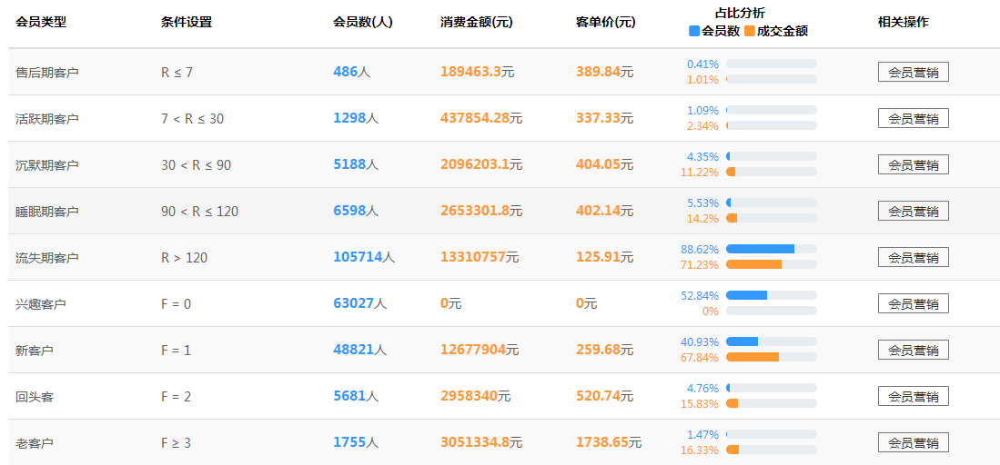 会员类型 条件设置 会员数(人) 消费金额(元) 客单价(元) 占比分析 相关操作
会员数 成交金额
售后期客户 R ≤ 7 486人 189463.3元 389.84元 0.41% 会员营销
1.01%
活跃期客户 7 < R ≤ 30 1298人 437854.28元 337.33元 1.09% 会员营销
2.34%
沉默期客户 30 < R ≤ 90 5188人 2096203.1元 404.05元 4.35% 会员营销
11.22%
睡眠期客户 90 < R ≤ 120 6598人 2653301.8元 402.14元 5.53% 会员营销
14.2%
流失期客户 R > 120 105714人 13310757元 125.91元 88.62% 会员营销
71.23%
兴趣客户 F = 0 63027人 0元 0元 52.84% 会员营销
0%
新客户 F = 1 48821人 12677904元 259.68元 40.93% 会员营销
67.84%
回头客 F = 2 5681人 2958340元 520.74元 4.76% 会员营销
15.83%
老客户 F ≥ 3 1755人 3051334.8元 1738.65元 1.47% 会员营销
16.33%